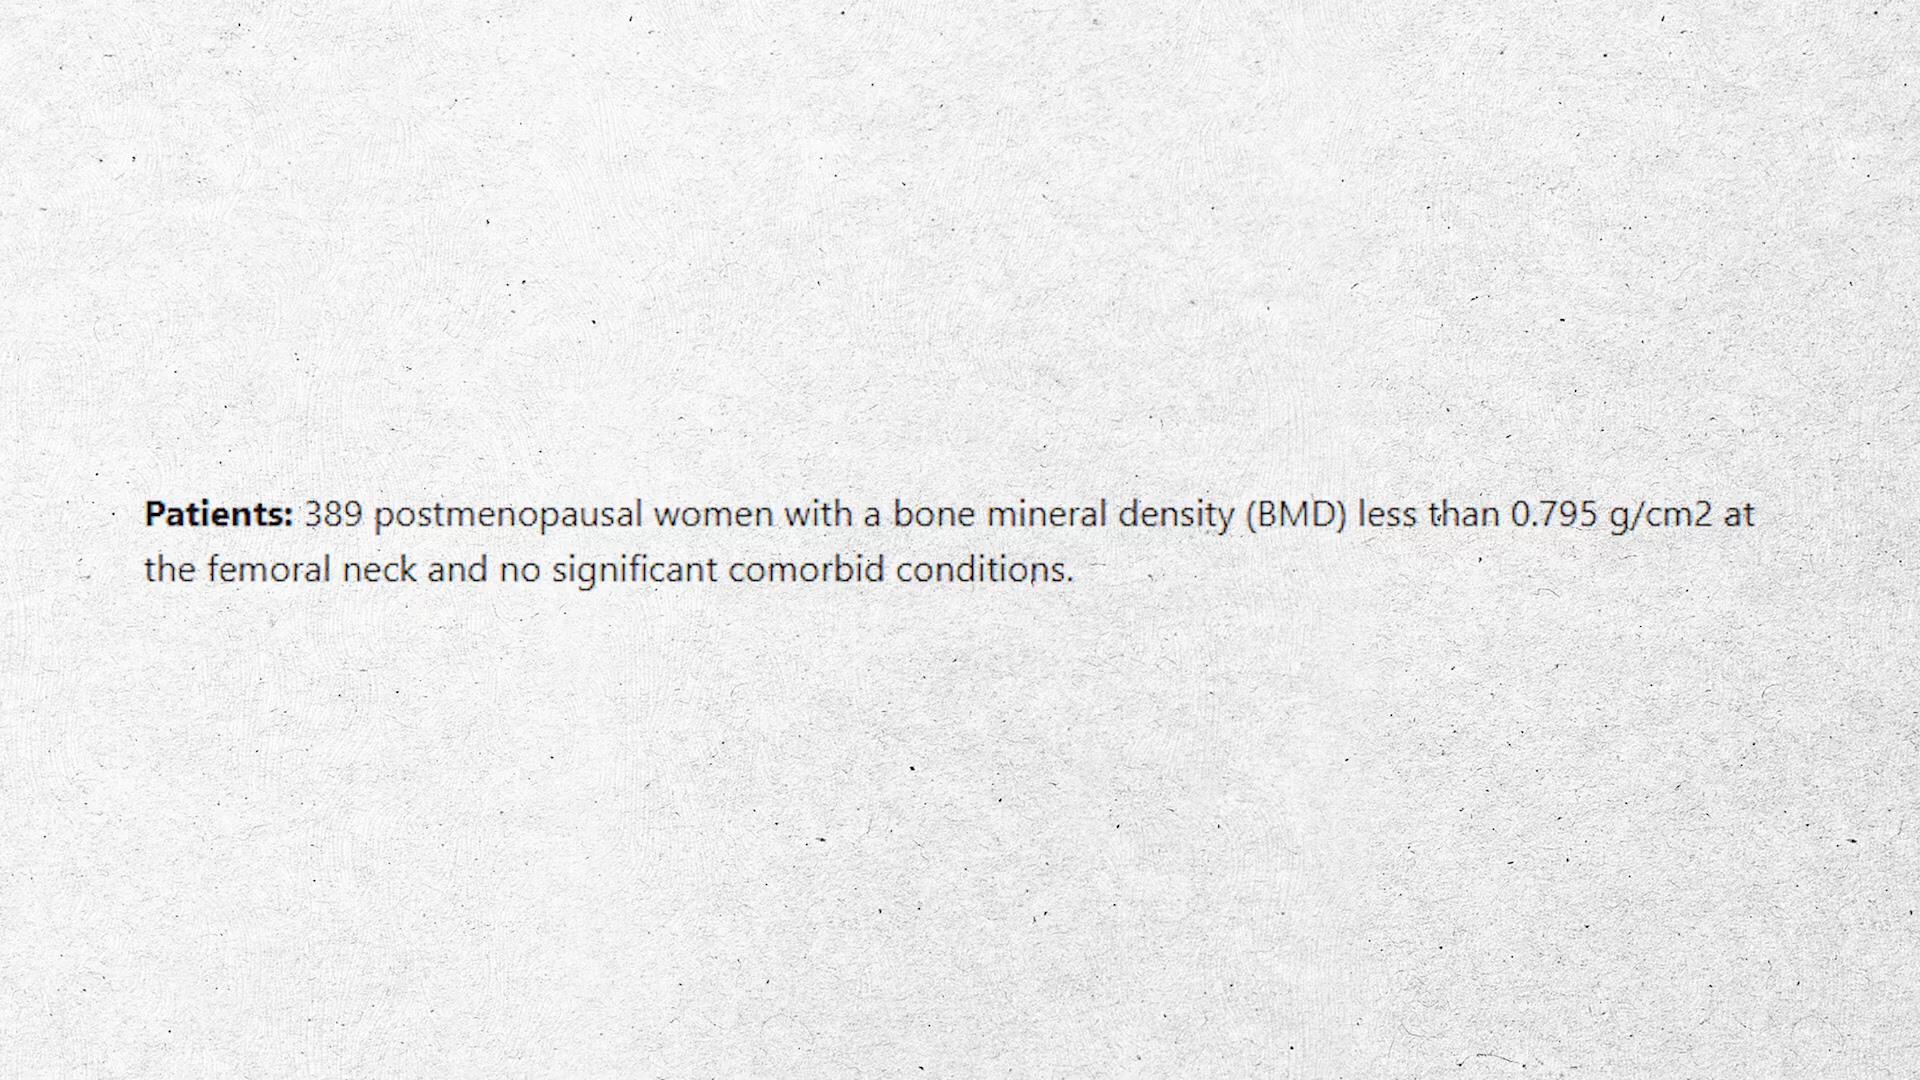 Patients: 389 postmenopausal women with a bone mineral density (BMD) less than 0.795 g/cm2 at
the femoral neck and no significant comorbid conditions.